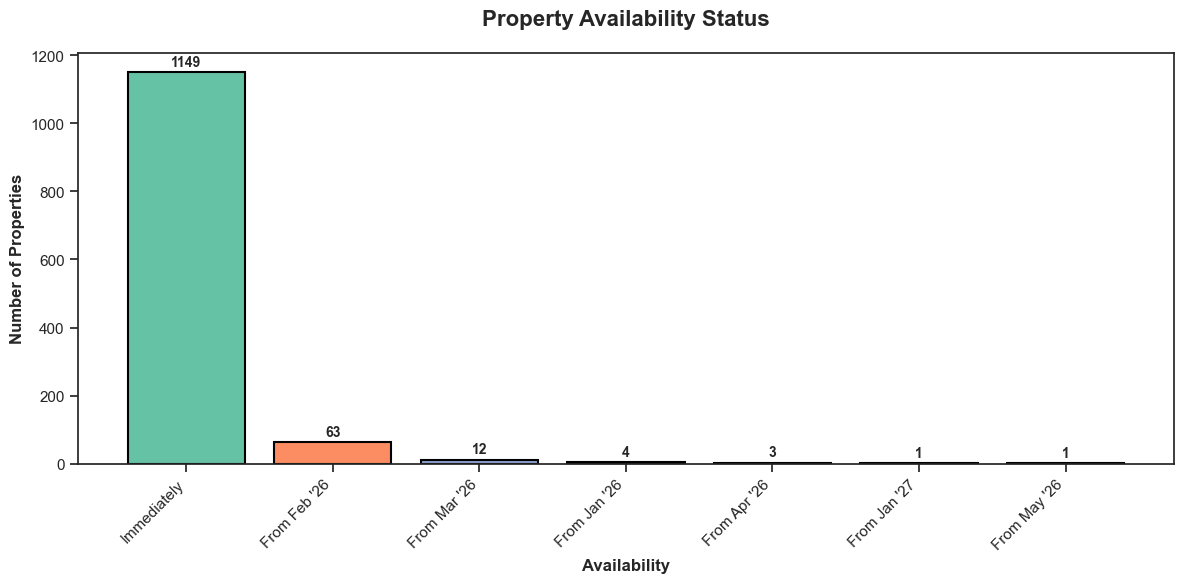 Property Availability Status
1200
1000
800
600
400
200
0
Number of Properties
1149
63
12
4
3
1
1
Immediately
From Feb '26
From Mar '26
From Jan '26
From Apr '26
From Jan '27
From May '26
Availability